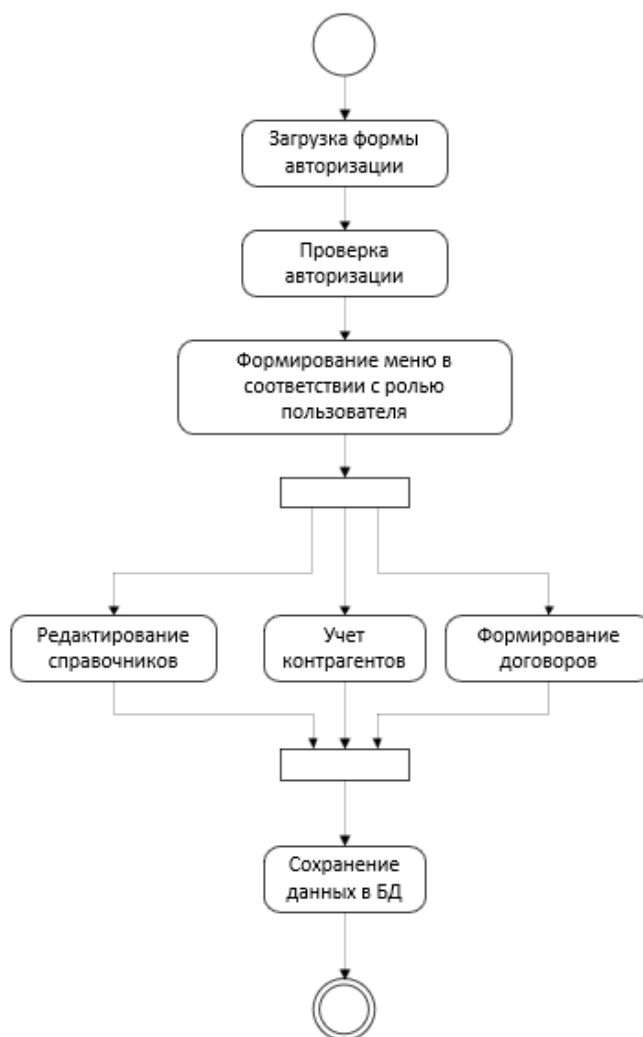 Загрузка формы
авторизации
Проверка
авторизации
Формирование меню в
соответствии с ролью
пользователя
Редактирование
справочников
Учет
контрагентов
Формирование
договоров
Сохранение
данных в БД